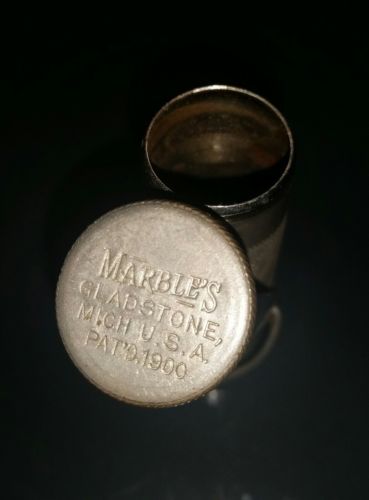 MARBLE'S
GLADSTONE,
MICH U.S.A.
PAT'D.1900